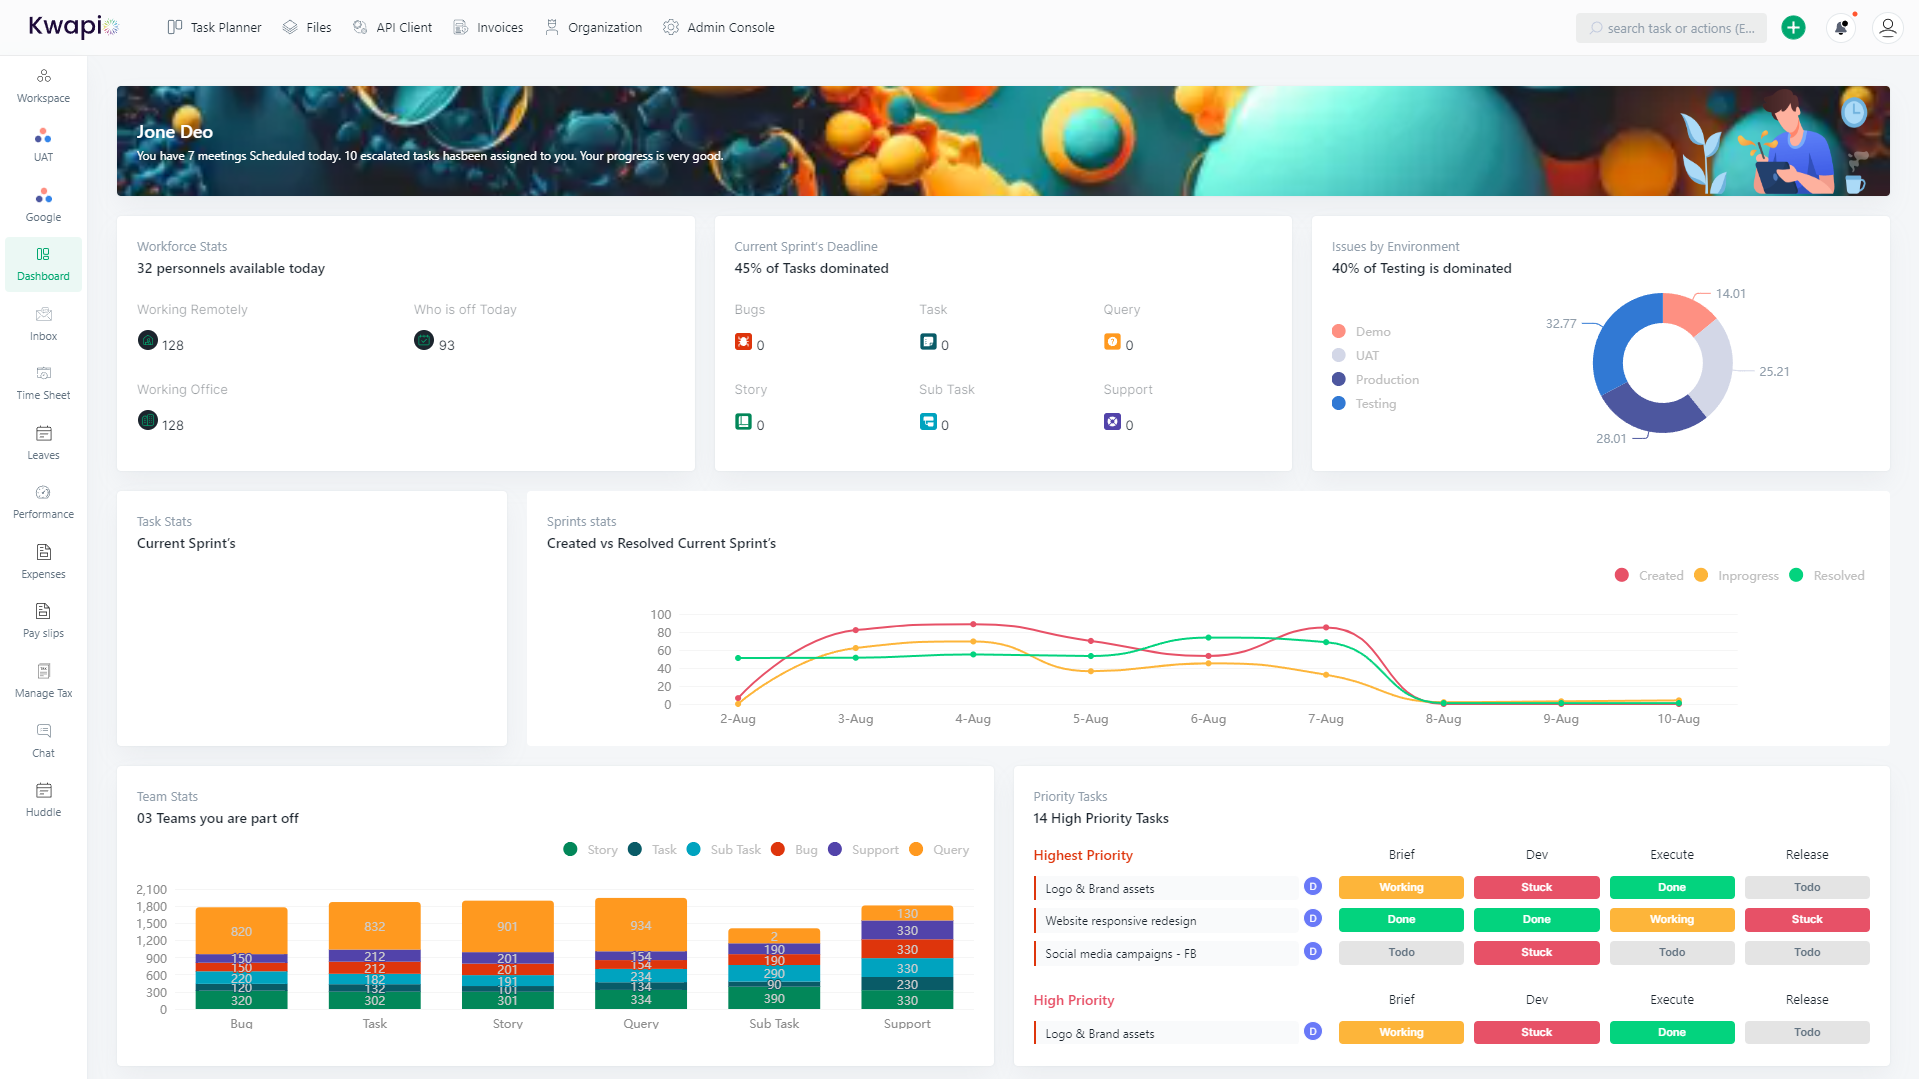 Kwapio
Task Planner
Files
API Client
Invoices
Organization
Admin Console
search task or actions (E...
Workspace
UAT
Google
Dashboard
Inbox
Time Sheet
Leaves
Performance
Expenses
Pay slips
Manage Tax
Chat
Huddle
Jone Deo
You have 7 meetings Scheduled today. 10 escalated tasks hasbeen assigned to you. Your progress is very good.
Workforce Stats
32 personnels available today
Working Remotely
128
Who is off Today
93
Working Office
128
Current Sprint's Deadline
45% of Tasks dominated
Bugs
0
Task
0
Query
0
Story
0
Sub Task
0
Support
0
Issues by Environment
40% of Testing is dominated
Demo
UAT
Production
Testing
14.01
32.77
25.21
28.01
Task Stats
Current Sprint's
Sprints stats
Created vs Resolved Current Sprint's
Created Inprogress Resolved
100
80
60
40
20
0
2-Aug 3-Aug 4-Aug 5-Aug 6-Aug 7-Aug 8-Aug 9-Aug 10-Aug
Team Stats
03 Teams you are part off
Story Task Sub Task Bug Support Query
2,100
1,800
1,500
1,200
900
600
300
0
820
150
150
220
120
320
832
212
212
182
132
302
901
201
201
191
101
301
934
154
154
234
134
334
2
190
190
290
90
390
130
330
330
330
230
330
Bug Task Story Query Sub Task Support
Priority Tasks
14 High Priority Tasks
Highest Priority Brief Dev Execute Release
Logo & Brand assets D Working Stuck Done Todo
Website responsive redesign D Done Done Working Stuck
Social media campaigns - FB D Todo Stuck Todo Todo
High Priority Brief Dev Execute Release
Logo & Brand assets D Working Stuck Done Todo